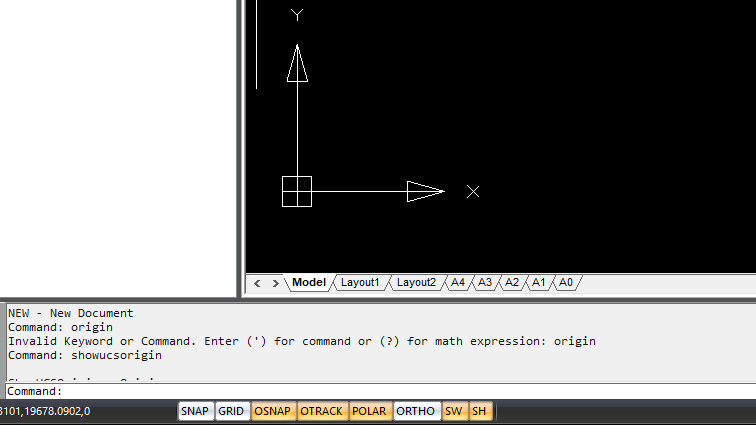 Y
X
Model Layout1 Layout2 A4 A3 A2 A1 A0
NEW - New Document
Command: origin
Invalid Keyword or Command. Enter (') for command or (?) for math expression: origin
Command: showucsorigin
Command:
3101,19678.0902,0 SNAP GRID OSNAP OTRACK POLAR ORTHO SW SH